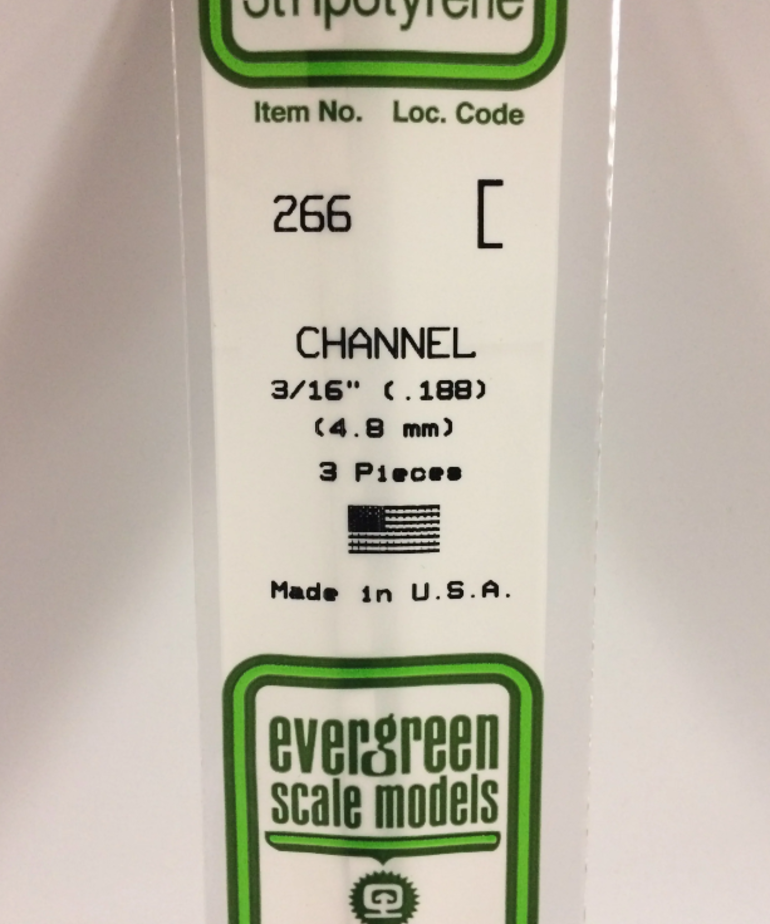 Stripstyrene
Item No. Loc. Code
266
CHANNEL
3/16" (.188)
(4.8 mm)
3 Pieces
Made in U.S.A.
evergreen
scale models